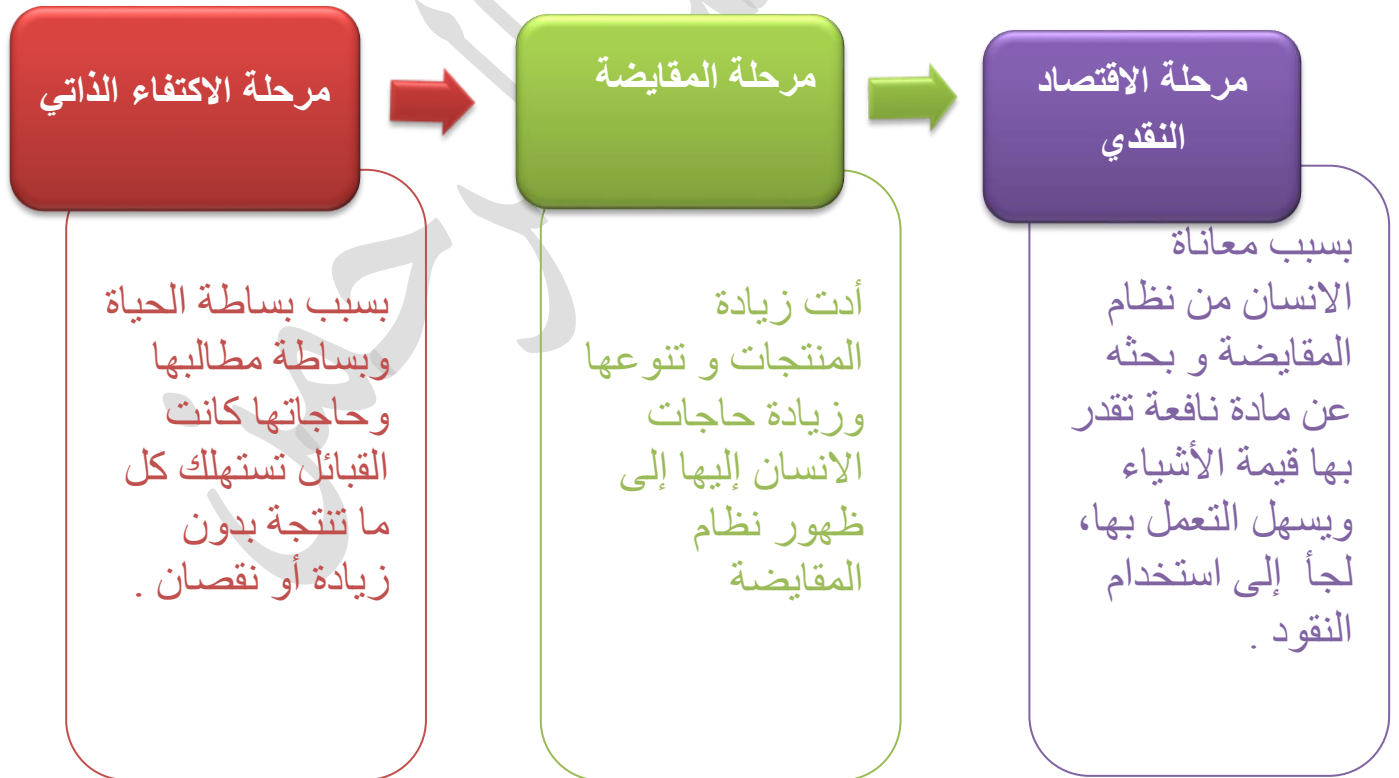 مرحلة الاكتفاء الذاتي
بسبب بساطة الحياة
وبساطة مطالبها
وحاجاتها كانت
القبائل تستهلك كل
ما تنتجة بدون
زيادة أو نقصان .
مرحلة المقايضة
أدت زيادة
المنتجات و تنوعها
وزيادة حاجات
الانسان إليها إلى
ظهور نظام
المقايضة
مرحلة الاقتصاد
النقدي
بسبب معاناة
الانسان من نظام
المقايضة و بحثه
عن مادة نافعة تقدر
بها قيمة الأشياء
ويسهل التعمل بها،
لجأ إلى استخدام
النقود .